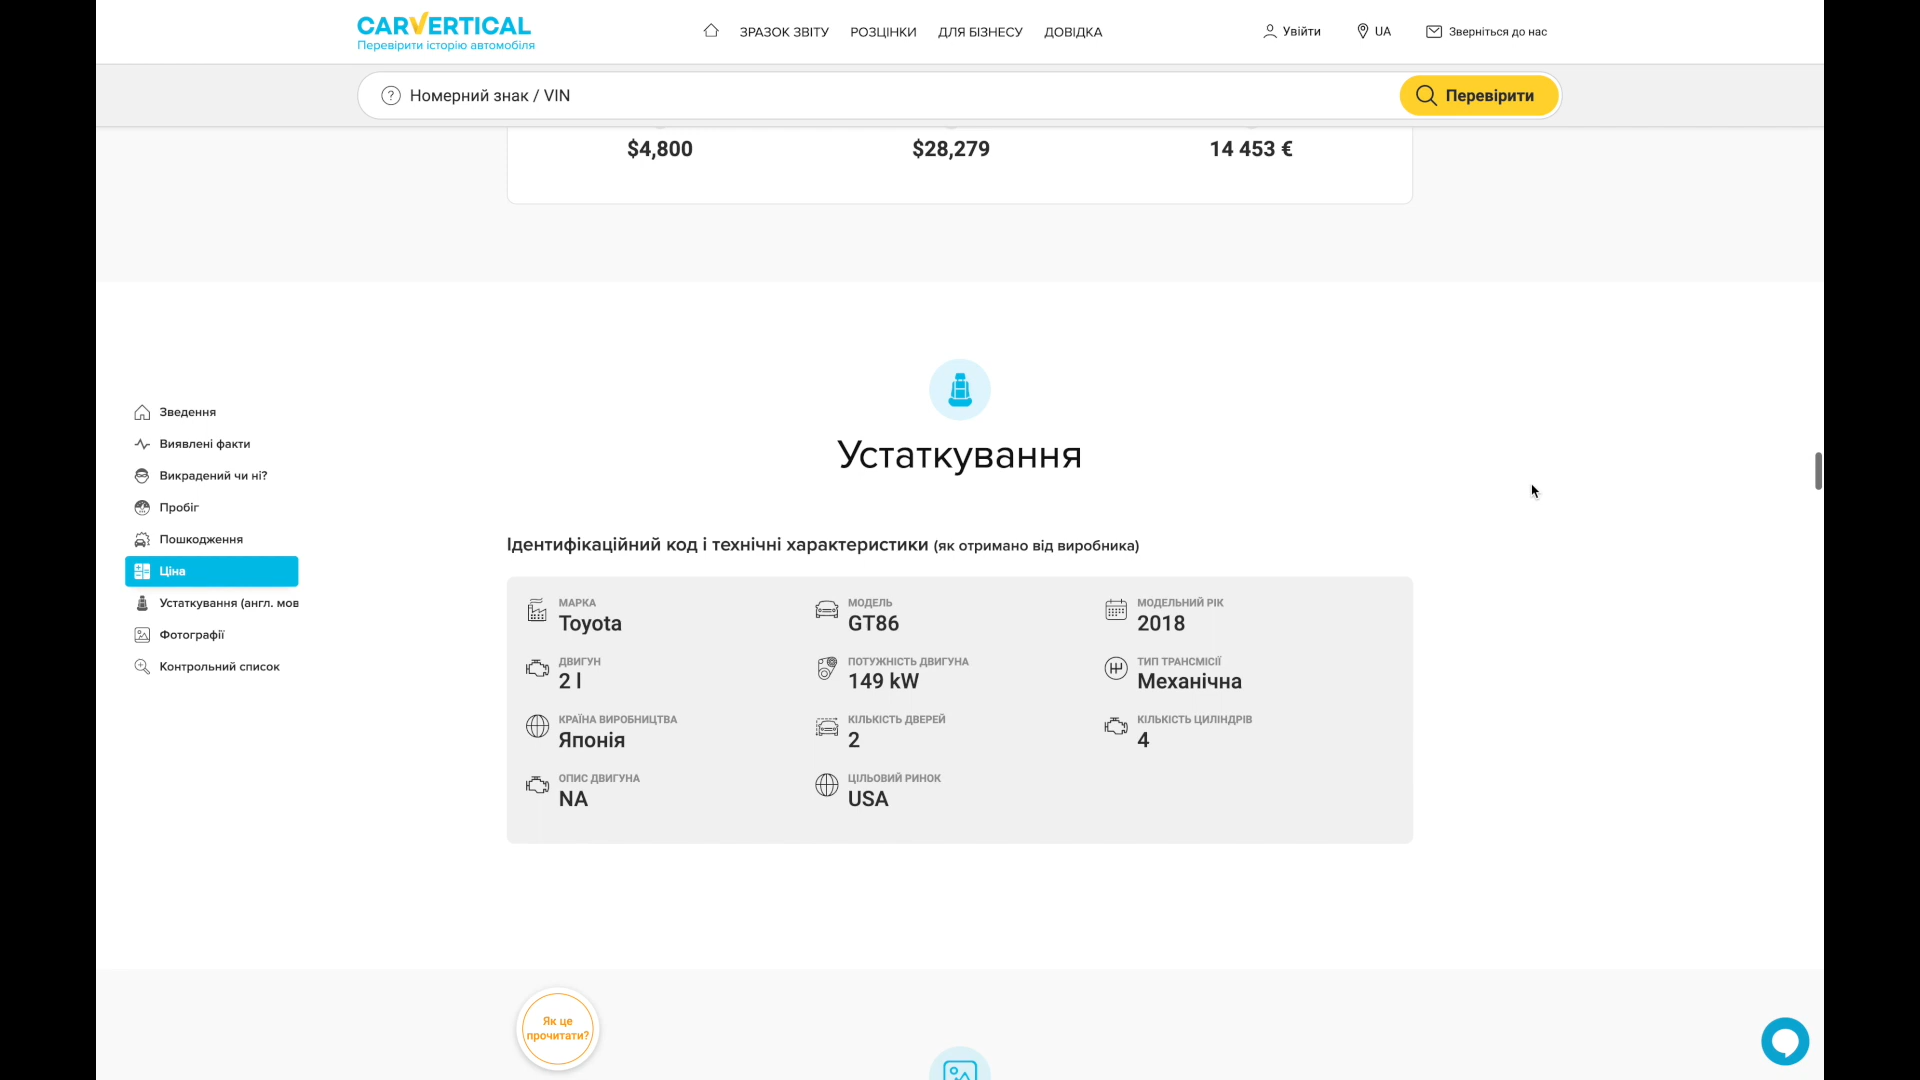 CARVERTICAL
Перевірити історію автомобіля
ЗРАЗОК ЗВІТУ
РОЗЦІНКИ
ДЛЯ БІЗНЕСУ
ДОВІДКА
Увійти
UA
Зверніться до нас
? Номерний знак / VIN
Перевірити
$4,800
$28,279
14 453 €
Зведення
Виявлені факти
Викрадений чи ні?
Пробіг
Пошкодження
Ціна
Устаткування (англ. мов
Фотографії
Контрольний список
Устаткування
Ідентифікаційний код і технічні характеристики (як отримано від виробника)
МАРКА
Toyota
МОДЕЛЬ
GT86
МОДЕЛЬНИЙ РІК
2018
ДВИГУН
2 l
ПОТУЖНІСТЬ ДВИГУНА
149 kW
ТИП ТРАНСМІСІЇ
Механічна
КРАЇНА ВИРОБНИЦТВА
Японія
КІЛЬКІСТЬ ДВЕРЕЙ
2
КІЛЬКІСТЬ ЦИЛІНДРІВ
4
ОПИС ДВИГУНА
NA
ЦІЛЬОВИЙ РИНОК
USA
Як це
прочитати?